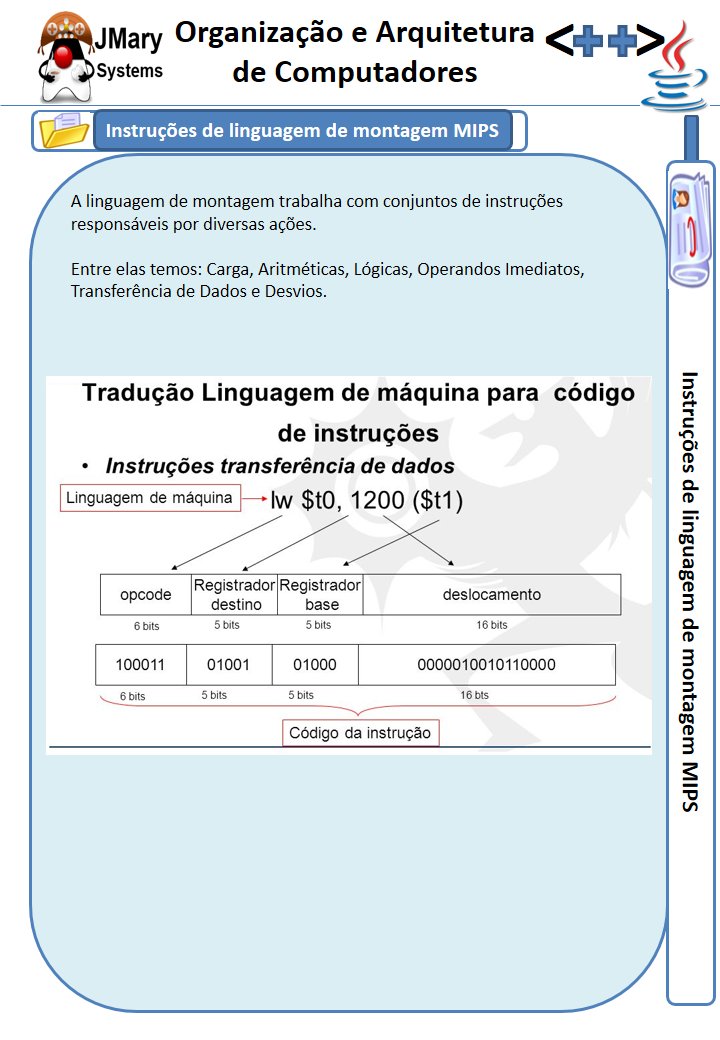 JMary
Systems
Organização e Arquitetura
de Computadores
<++>
Instruções de linguagem de montagem MIPS
A linguagem de montagem trabalha com conjuntos de instruções
responsáveis por diversas ações.
Entre elas temos: Carga, Aritméticas, Lógicas, Operandos Imediatos,
Transferência de Dados e Desvios.
Tradução Linguagem de máquina para código
de instruções
• Instruções transferência de dados
Linguagem de máquina
lw $t0, 1200 ($t1)
opcode Registrador destino Registrador base deslocamento
6 bits 5 bits 5 bits 16 bits
100011 01001 01000 0000010010110000
6 bits 5 bits 5 bits 16 bts
Código da instrução
Instruções de linguagem de montagem MIPS